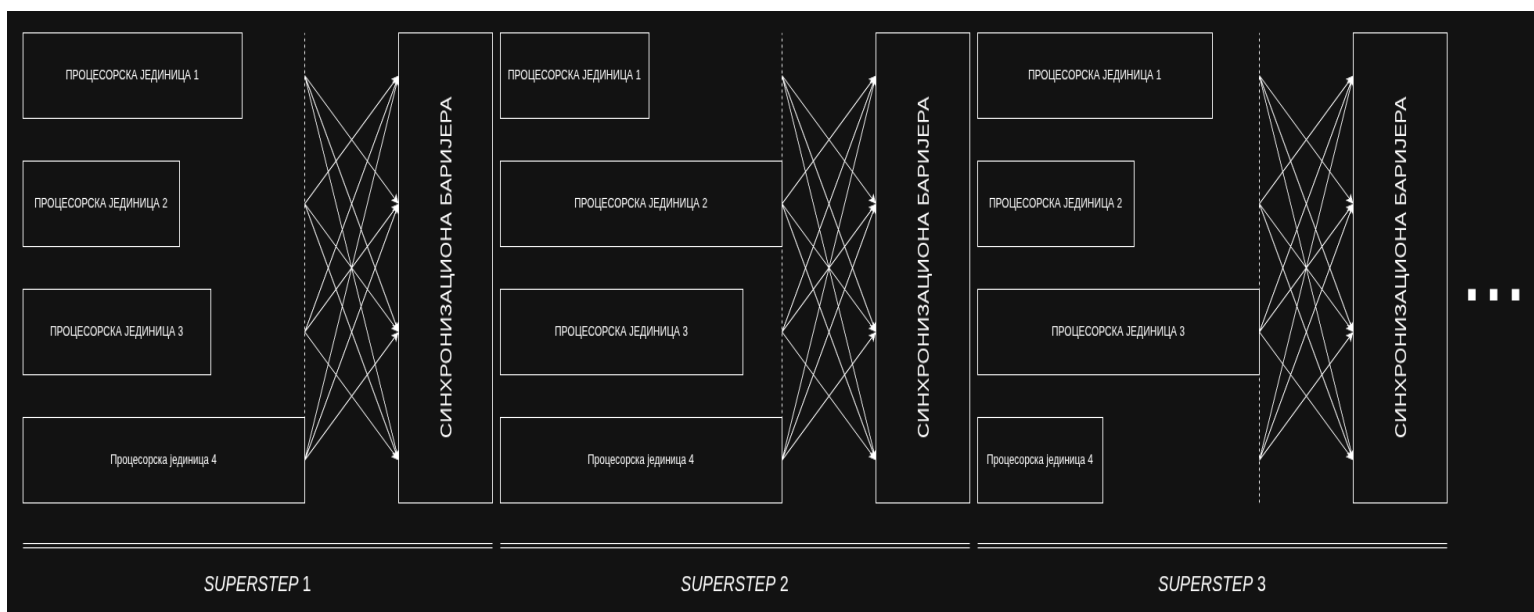 ПРОЦЕСОРСКА ЈЕДИНИЦА 1
ПРОЦЕСОРСКА ЈЕДИНИЦА 2
ПРОЦЕСОРСКА ЈЕДИНИЦА 3
Процесорска јединица 4
СИНХРОНИЗАЦИОНА БАРИЈЕРА
SUPERSTEP 1
ПРОЦЕСОРСКА ЈЕДИНИЦА 1
ПРОЦЕСОРСКА ЈЕДИНИЦА 2
ПРОЦЕСОРСКА ЈЕДИНИЦА 3
Процесорска јединица 4
СИНХРОНИЗАЦИОНА БАРИЈЕРА
SUPERSTEP 2
ПРОЦЕСОРСКА ЈЕДИНИЦА 1
ПРОЦЕСОРСКА ЈЕДИНИЦА 2
ПРОЦЕСОРСКА ЈЕДИНИЦА 3
Процесорска јединица 4
СИНХРОНИЗАЦИОНА БАРИЈЕРА
SUPERSTEP 3
...